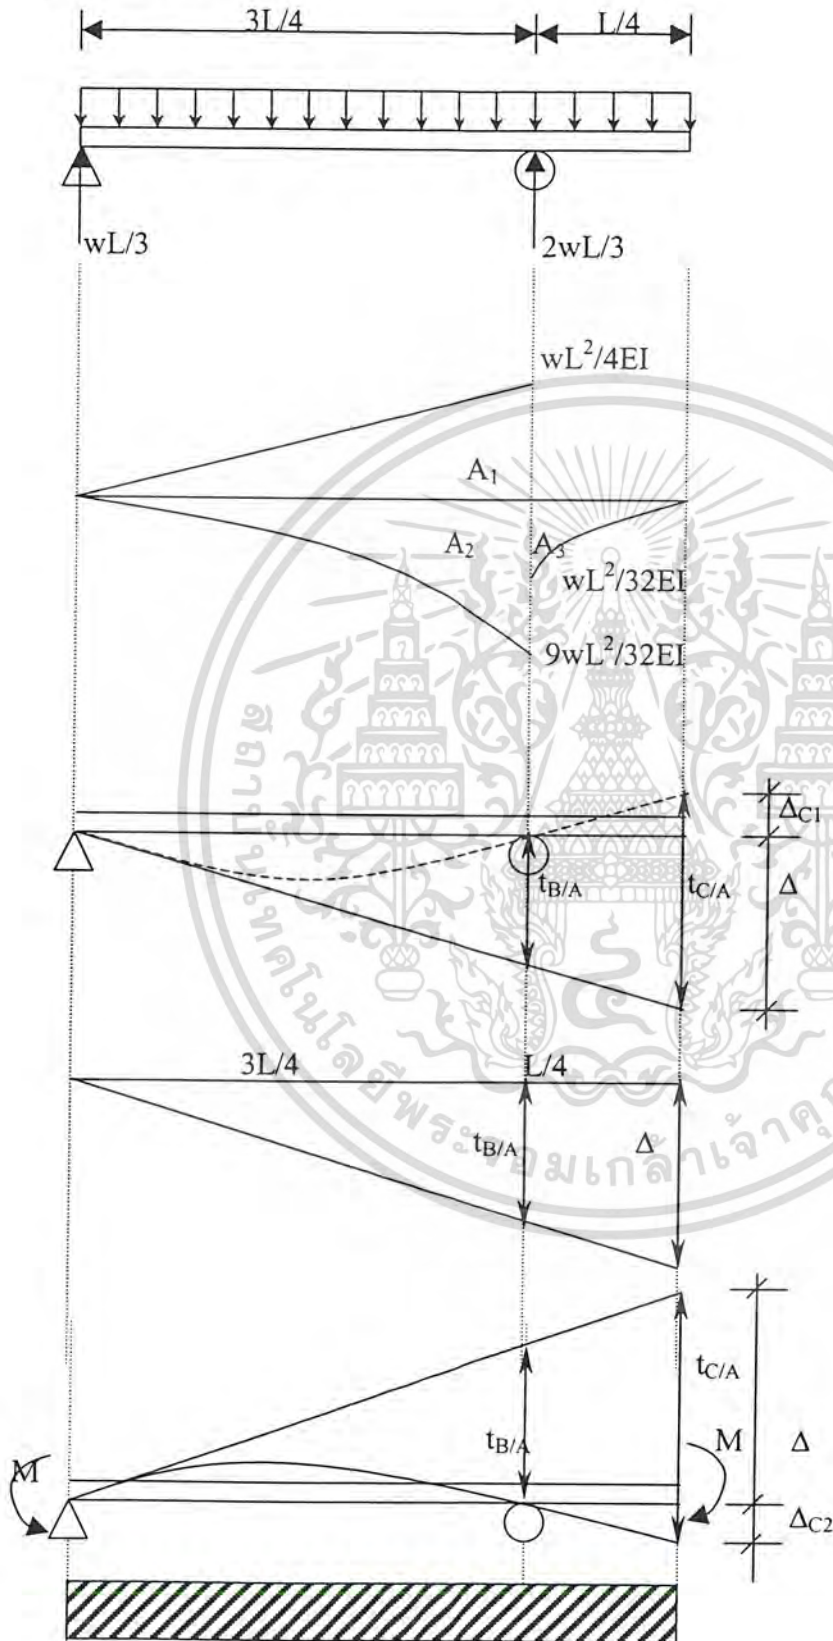 3L/4
L/4
wL/3
2wL/3
wL²/4EI
A₁
A₂
A₃
wL²/32EI
9wL²/32EI
Δ_C1
t_B/A
t_C/A
Δ
3L/4
L/4
t_B/A
Δ
t_C/A
t_B/A
M
M
Δ
Δ_C2